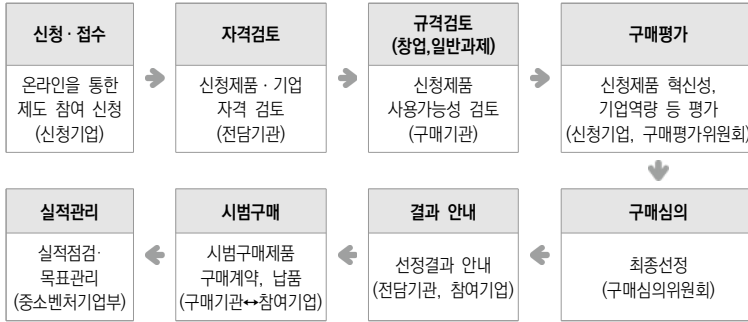 신청 · 접수
온라인을 통한
제도 참여 신청
(신청기업)
자격검토
신청제품 · 기업
자격 검토
(전담기관)
규격검토
(창업,일반과제)
신청제품
사용가능성 검토
(구매기관)
구매평가
신청제품 혁신성,
기업역량 등 평가
(신청기업, 구매평가위원회)
구매심의
최종선정
(구매심의위원회)
결과 안내
선정결과 안내
(전담기관, 참여기업)
시범구매
시범구매제품
구매계약, 납품
(구매기관↔참여기업)
실적관리
실적점검·
목표관리
(중소벤처기업부)